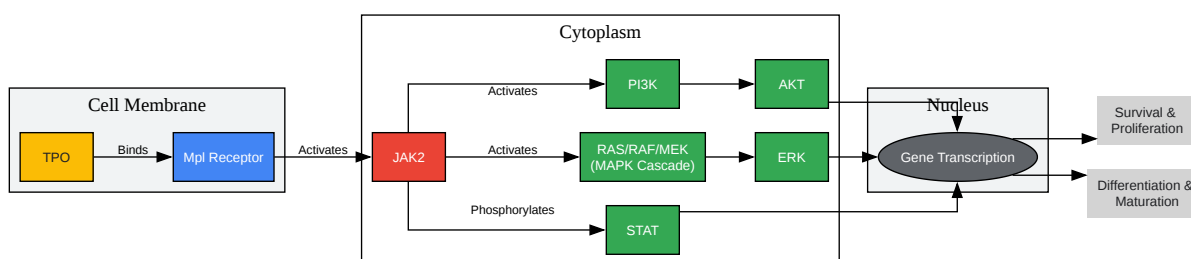 Cytoplasm
Cell Membrane
TPO
Binds
Mpl Receptor
Activates
JAK2
Activates
PI3K
AKT
Activates
RAS/RAF/MEK
(MAPK Cascade)
ERK
Phosphorylates
STAT
Nucleus
Gene Transcription
Survival &
Proliferation
Differentiation &
Maturation